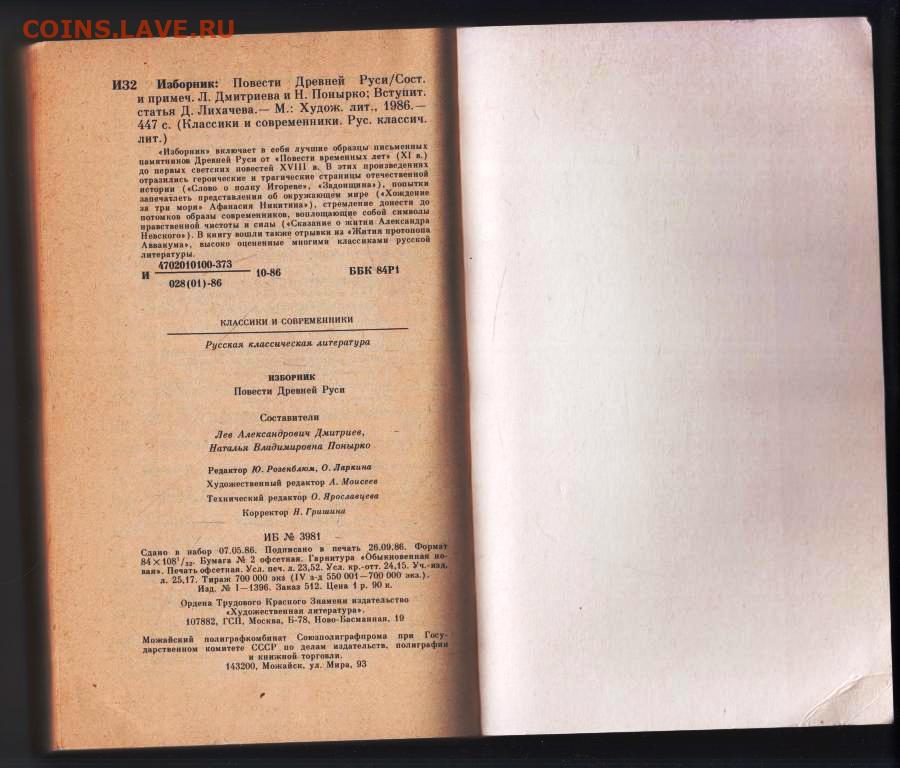 COINS.LAVE.RU
И32 Изборник: Повести Древней Руси/Сост.
и примеч. Л. Дмитриева и Н. Понырко; Вступит.
статья Д. Лихачева.— М.: Худож. лит., 1986.—
447 с. (Классики и современники. Рус. классич.
лит.)
«Изборник» включает в себя лучшие образцы письменных
памятников Древней Руси от «Повести временных лет» (XI в.)
до первых светских повестей XVIII в. В этих произведениях
отразились героические и трагические страницы отечественной
истории («Слово о полку Игореве», «Задонщина»), попытки
запечатлеть представления об окружающем мире («Хождение
за три моря» Афанасия Никитина), стремление донести до
потомков образы современников, воплощающие собой символы
нравственной чистоты и силы («Сказание о житии Александра
Невского»). В книгу вошли также отрывки из «Жития протопопа
Аввакума», высоко оцененные многими классиками русской
литературы.
И 4702010100-373 10-86 ББК 84Р1
028(01)-86
КЛАССИКИ И СОВРЕМЕННИКИ
Русская классическая литература
ИЗБОРНИК
Повести Древней Руси
Составители
Лев Александрович Дмитриев,
Наталья Владимировна Понырко
Редактор Ю. Розенблюм, О. Ларкина
Художественный редактор А. Моисеев
Технический редактор О. Ярославцева
Корректор Н. Гришина
ИБ № 3981
Сдано в набор 07.05.86. Подписано в печать 26.09.86. Формат
84×108¹/₃₂. Бумага № 2 офсетная. Гарнитура «Обыкновенная но-
вая». Печать офсетная. Усл. печ. л. 23,52. Усл. кр.-отт. 24,15. Уч.-изд.
л. 25,17. Тираж 700 000 экз (IV з-д 550 001—700 000 экз.).
Изд. № I—1396. Заказ 512. Цена 1 р. 90 к.
Ордена Трудового Красного Знамени издательство
«Художественная литература».
107882, ГСП, Москва, Б-78, Ново-Басманная, 19
Можайский полиграфкомбинат Союзполиграфпрома при Госу-
дарственном комитете СССР по делам издательств, полиграфии
и книжной торговли.
143200, Можайск, ул. Мира, 93